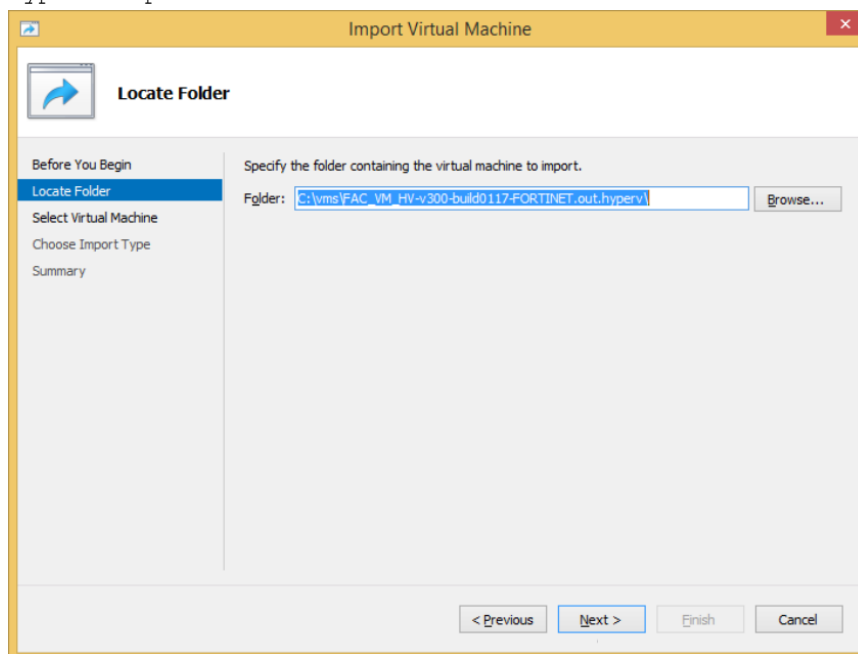 Import Virtual Machine
Locate Folder
Before You Begin
Locate Folder
Select Virtual Machine
Choose Import Type
Summary
Specify the folder containing the virtual machine to import.
Folder: C:\vms\FAC_VM_HV-v300-build0117-FORTINET.out.hyperv\ Browse...
< Previous Next > Finish Cancel